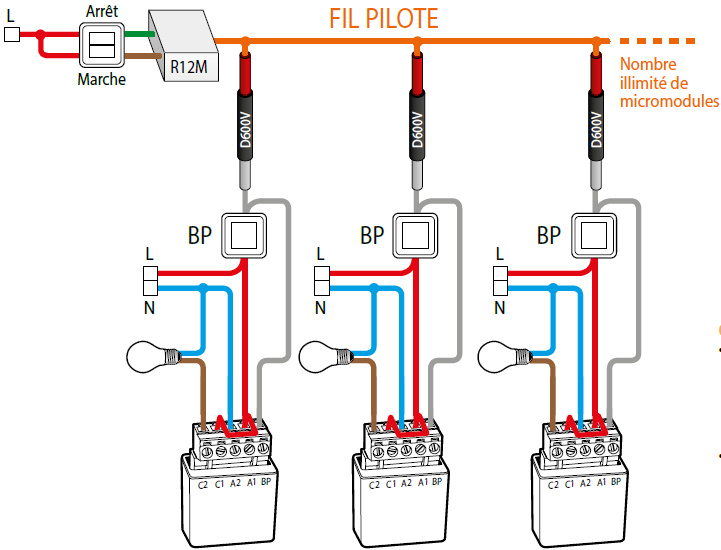 L
Arrêt
Marche
R12M
FIL PILOTE
Nombre
illimité de
micromodules
D600V
D600V
D600V
BP
BP
BP
L
N
L
N
L
N
C2 C1 A2 A1 BP
C2 C1 A2 A1 BP
C2 C1 A2 A1 BP